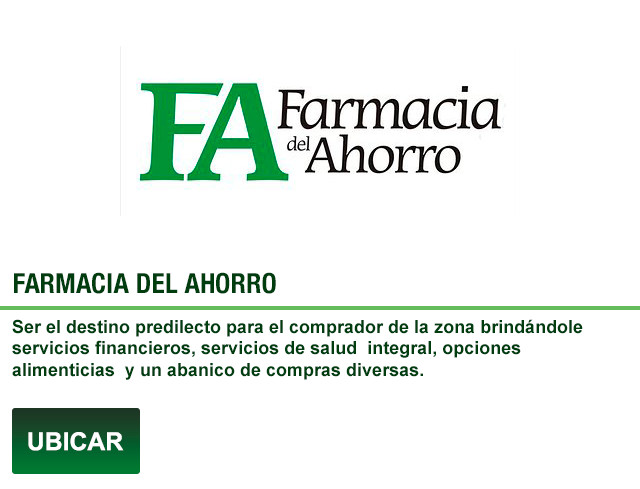 FA Farmacia
del Ahorro
FARMACIA DEL AHORRO
Ser el destino predilecto para el comprador de la zona brindándole
servicios financieros, servicios de salud  integral, opciones
alimenticias  y un abanico de compras diversas.
UBICAR